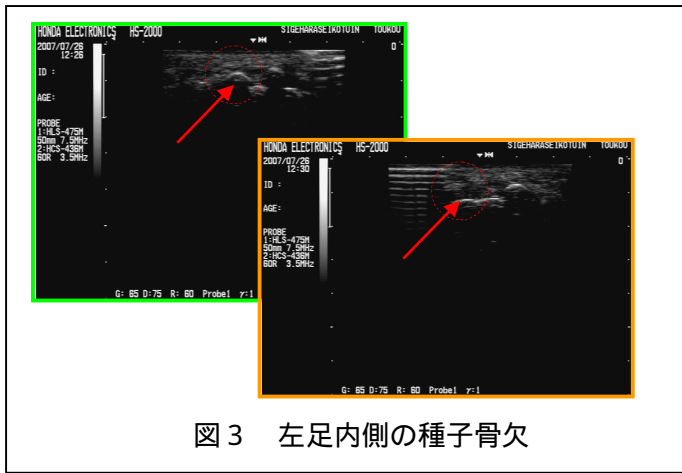 HONDA ELECTRONICS HS-2000 SIGEHARASEIKOTUIN TOUKOU
2007/07/26
12:26
0
ID :
AGE:
PROBE
1:HLS-475M
50mm 7.5MHz
2:HCS-436M
60R 3.5MHz
G: 65 D:75 R: 60 Probe1 γ:1
HONDA ELECTRONICS HS-2000 SIGEHARASEIKOTUIN TOUKOU
2007/07/26
12:30
0
ID :
AGE:
PROBE
1:HLS-475M
50mm 7.5MHz
2:HCS-436M
60R 3.5MHz
G: 65 D:75 R: 60 Probe1 γ:1
図3 左足内側の種子骨欠